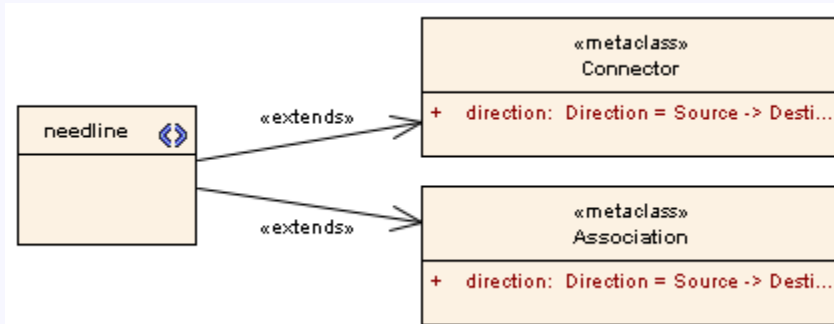 «metaclass»
Connector
+ direction: Direction = Source -> Desti...
needline
«extends»
«extends»
«metaclass»
Association
+ direction: Direction = Source -> Desti...